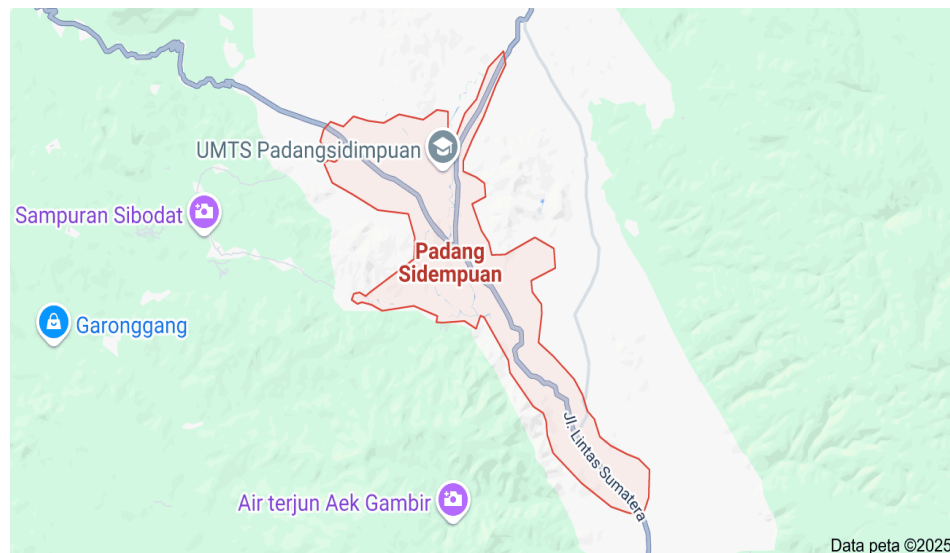 UMTS Padangsidimpuan
Sampuran Sibodat
Padang
Sidempuan
Garonggang
Jl. Lintas Sumatera
Air terjun Aek Gambir
Data peta ©2025